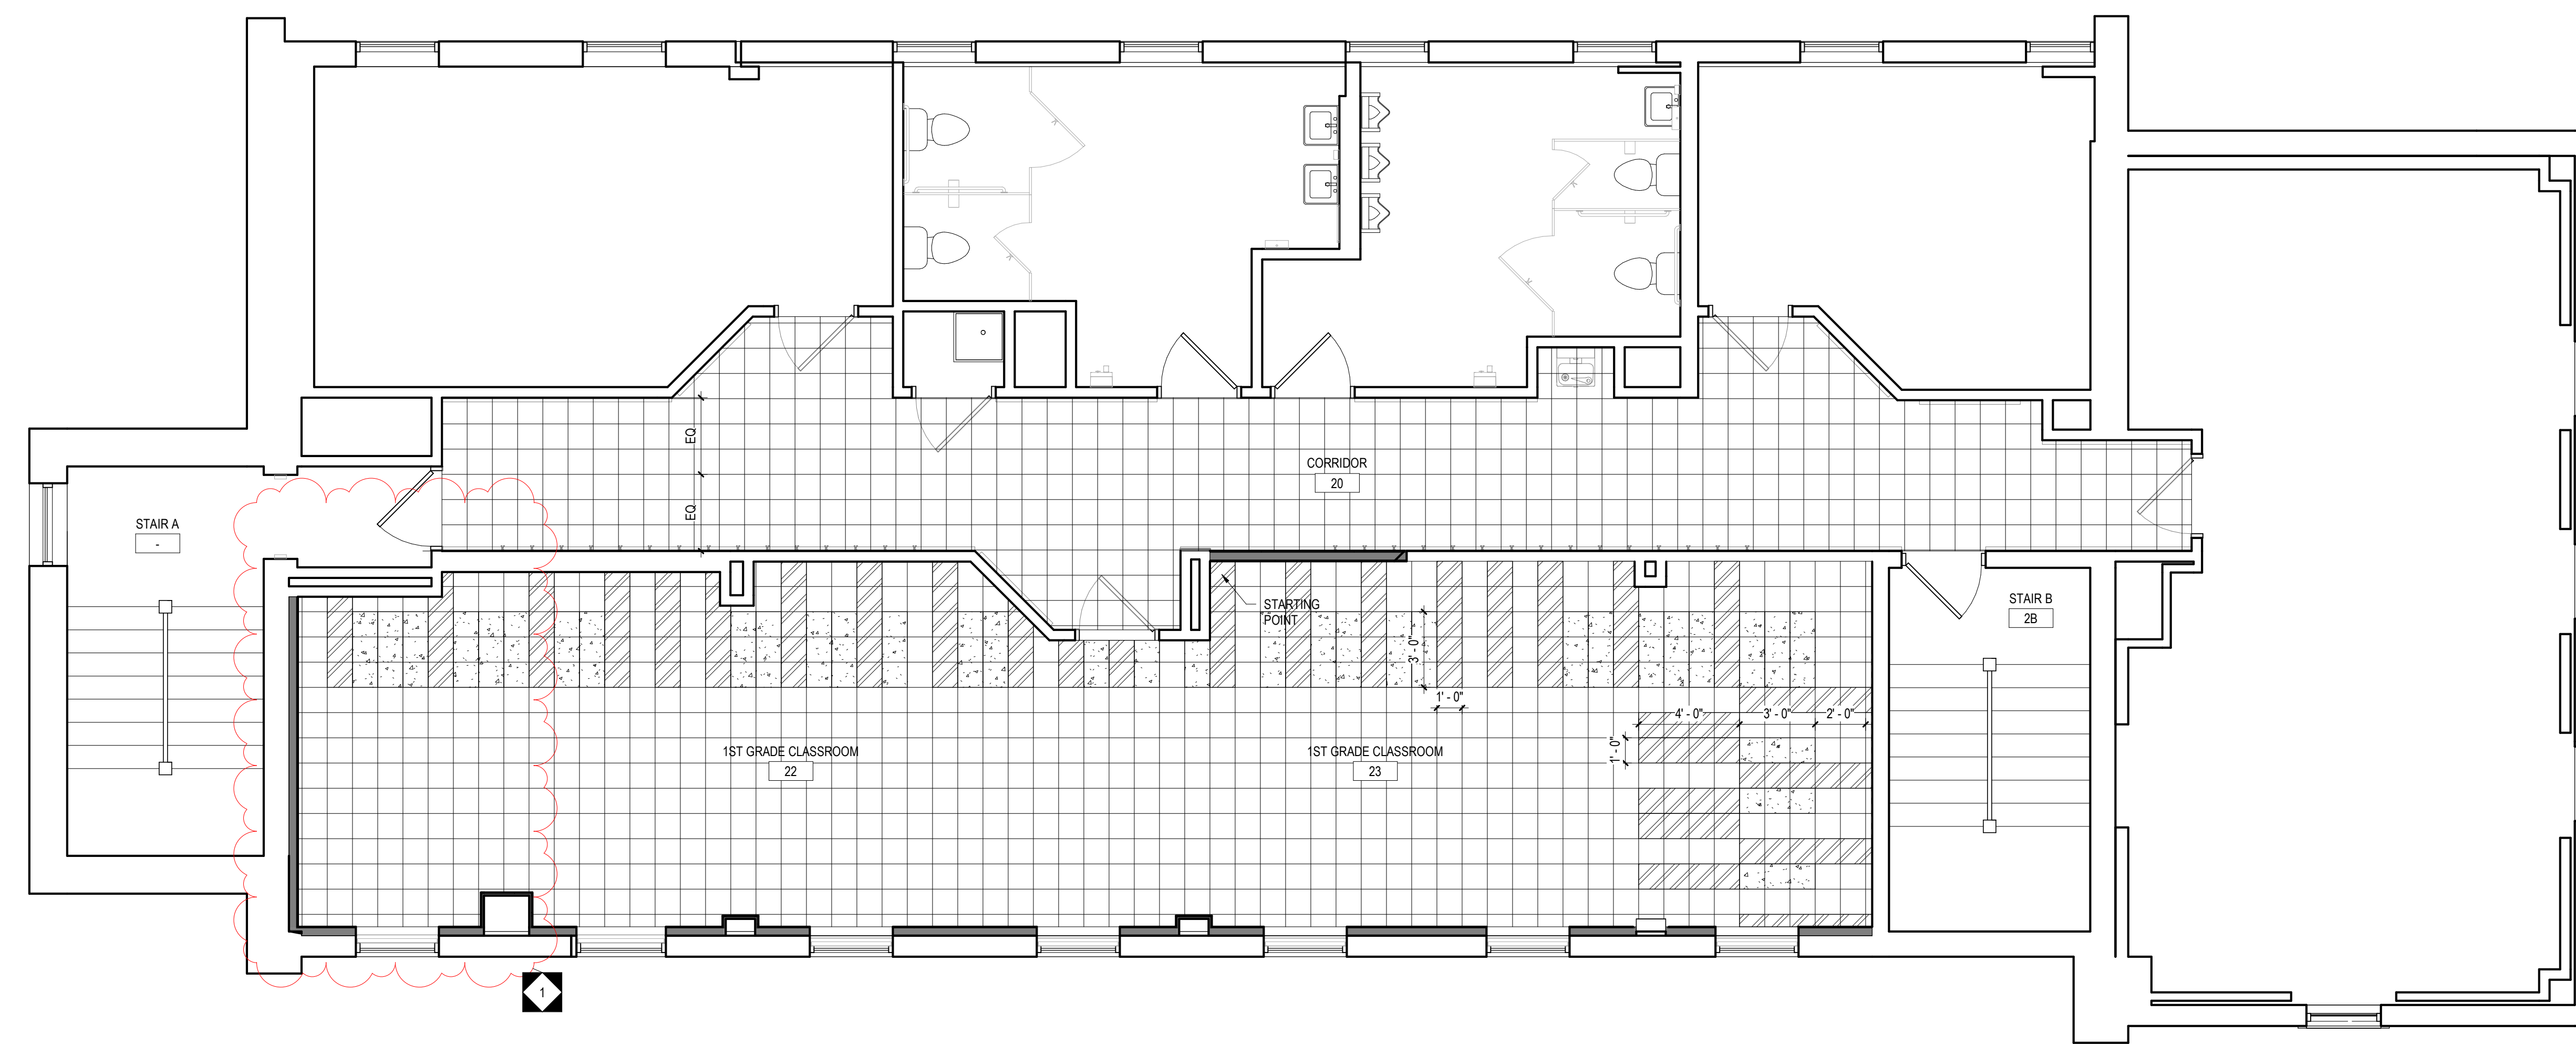 EQ
CORRIDOR
20
EQ
STAIR A
-
STARTING
POINT
STAIR B
2B
3' - 0"
1' - 0"
4' - 0"
3' - 0"
2' - 0"
1' - 0"
1ST GRADE CLASSROOM
22
1ST GRADE CLASSROOM
23
1